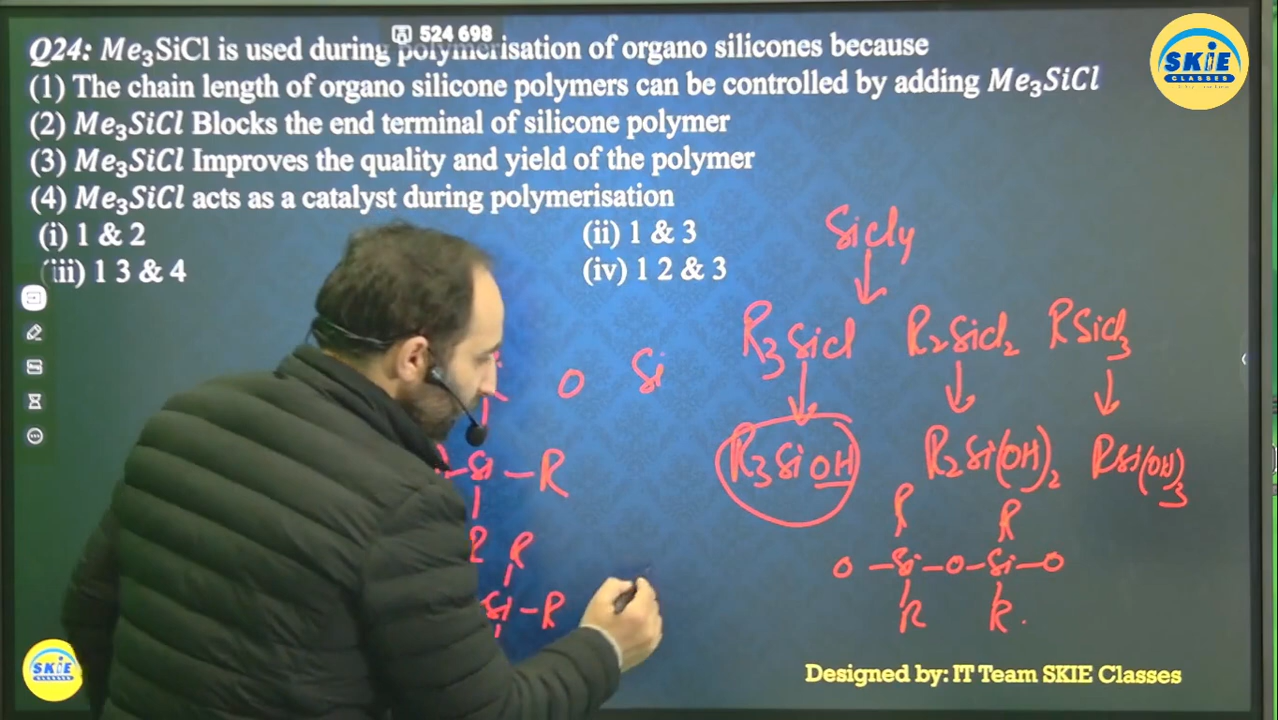 524 698
Q24: Me₃SiCl is used during polymerisation of organo silicones because
(1) The chain length of organo silicone polymers can be controlled by adding Me₃SiCl
(2) Me₃SiCl Blocks the end terminal of silicone polymer
(3) Me₃SiCl Improves the quality and yield of the polymer
(4) Me₃SiCl acts as a catalyst during polymerisation
(i) 1 & 2 (ii) 1 & 3
(iii) 1 3 & 4 (iv) 1 2 & 3
SKiE
CLASSES
SiCl₄
R₃SiCl R₂SiCl₂ RSiCl₃
O Si
R₃SiOH R₂Si(OH)₂ RSi(OH)₃
-Si-R
R R
Si-R
R R
O-Si-O-Si-O
R R
SKiE
CLASSES
Designed by: IT Team SKIE Classes